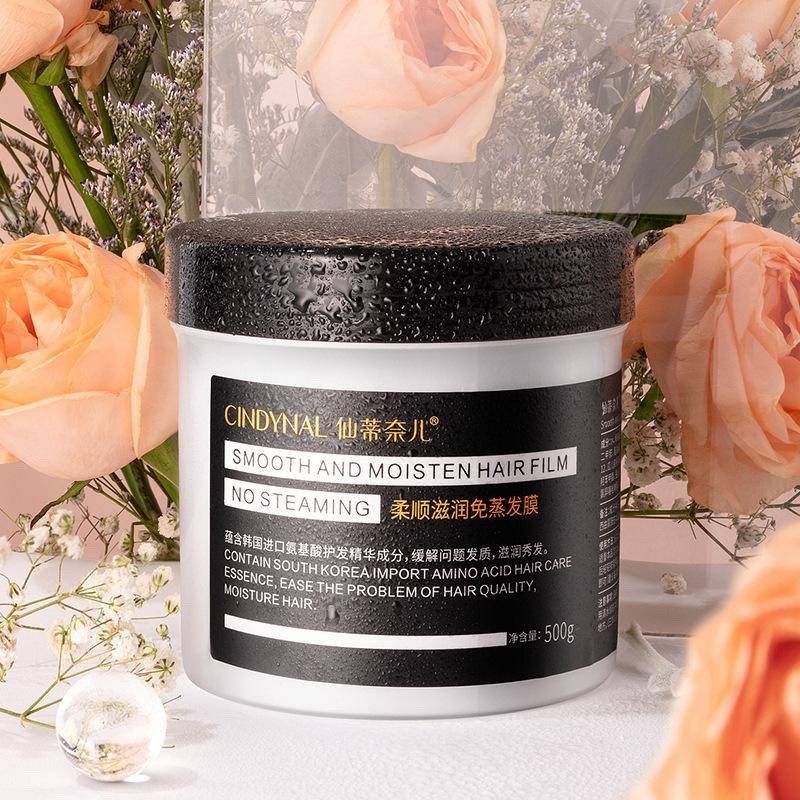 CINDYNAL 仙蒂奈儿®
SMOOTH AND MOISTEN HAIR FILM
NO STEAMING 柔顺滋润免蒸发膜
蕴含韩国进口氨基酸护发精华成分,缓解问题发质,滋润秀发。
CONTAIN SOUTH KOREA IMPORT AMINO ACID HAIR CARE
ESSENCE, EASE THE PROBLEM OF HAIR QUALITY,
MOISTURE HAIR.
净含量: 500g